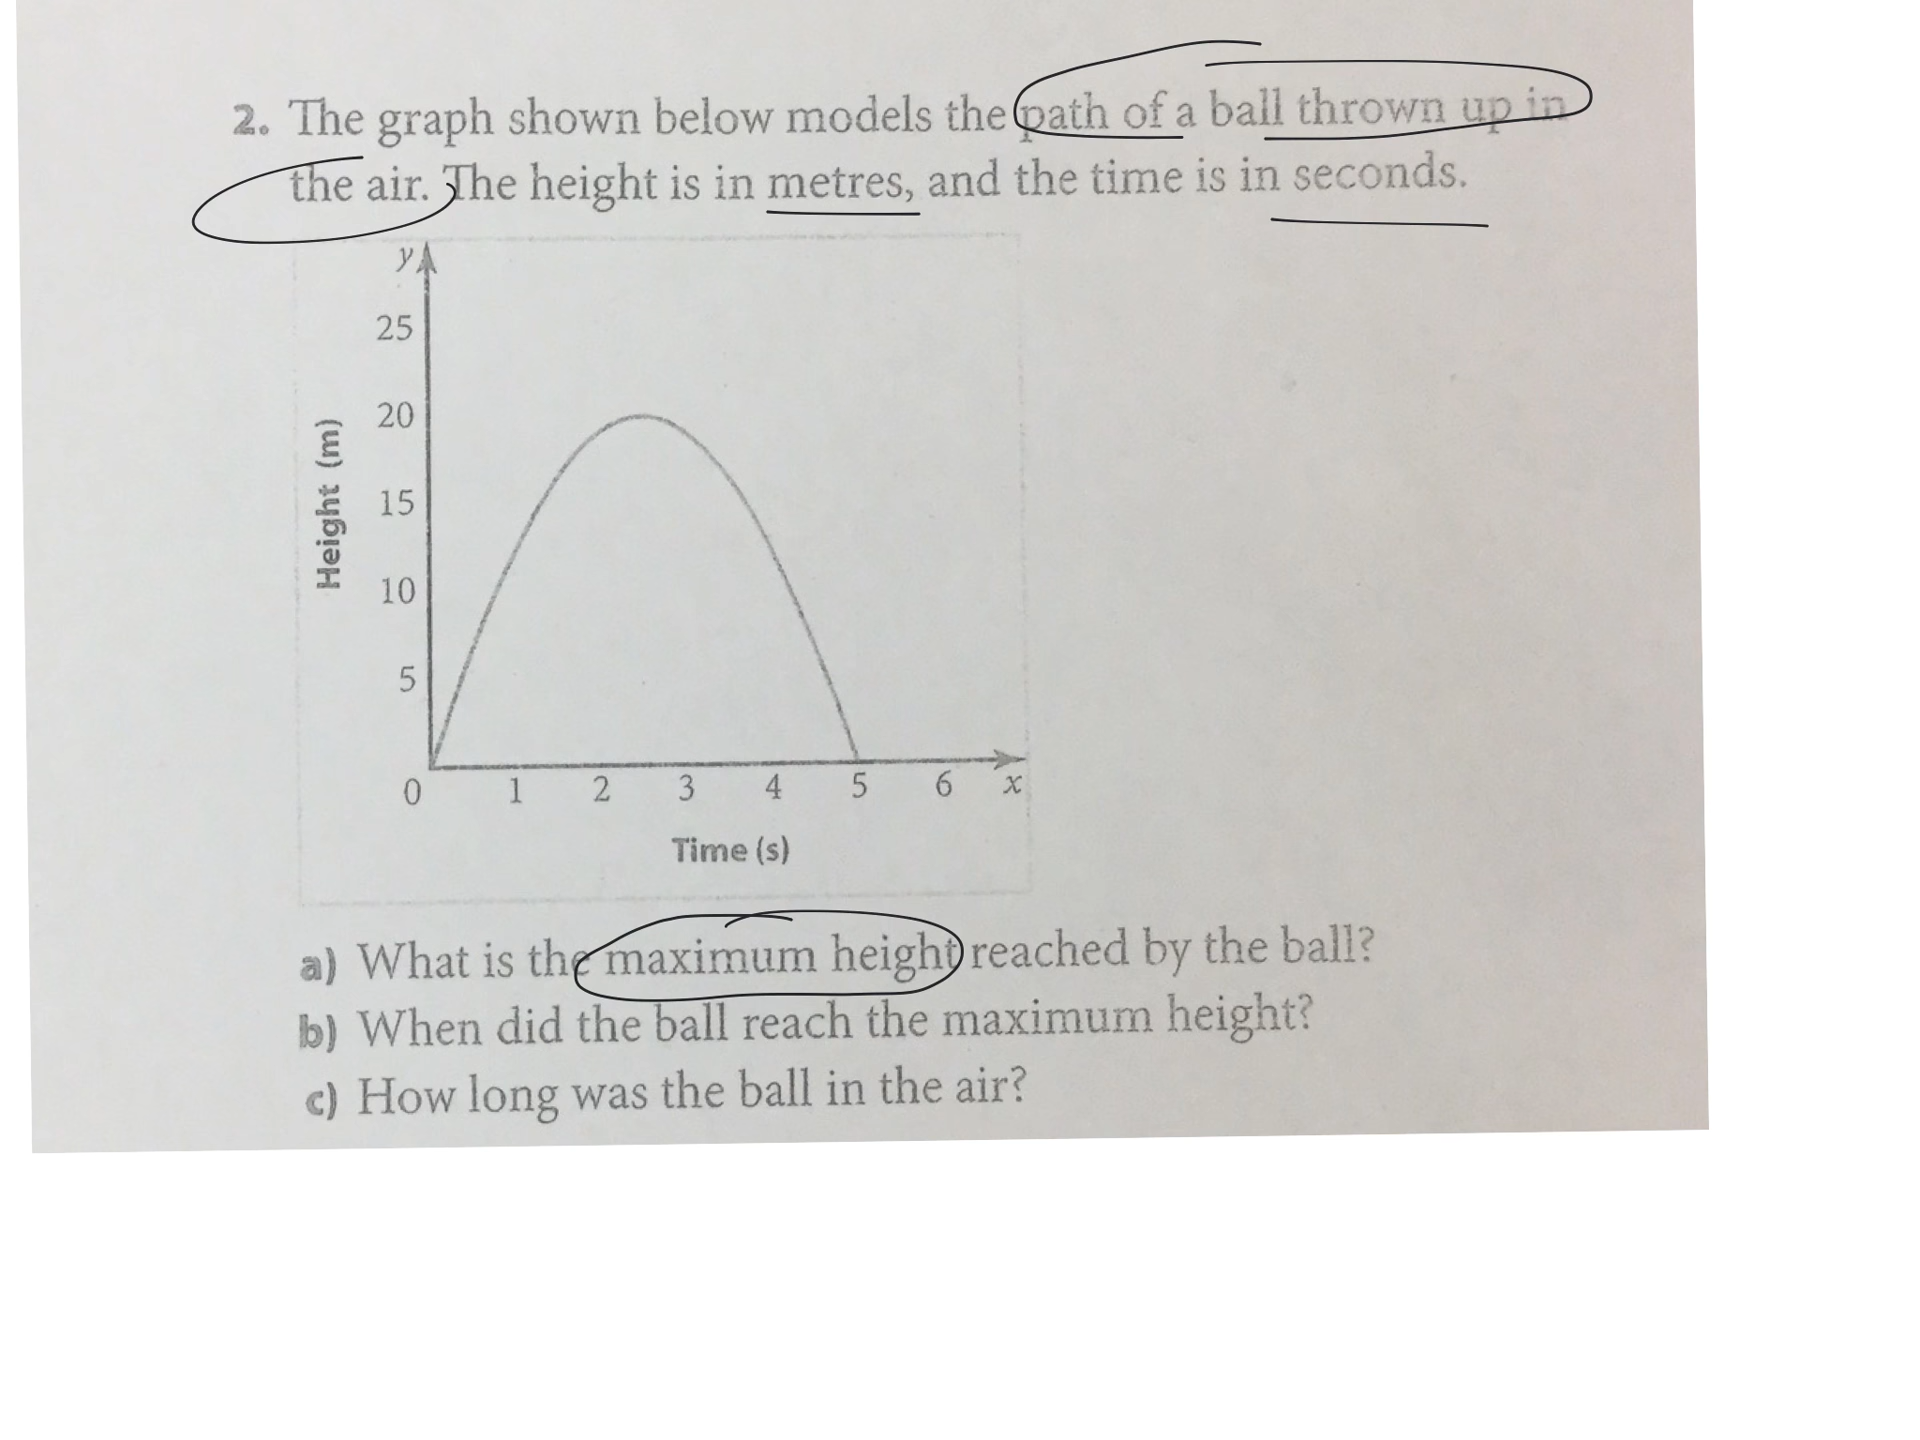 2. The graph shown below models the path of a ball thrown up in
the air. The height is in metres, and the time is in seconds.
y
25
20
15
10
5
Height (m)
0 1 2 3 4 5 6 x
Time (s)
a) What is the maximum height reached by the ball?
b) When did the ball reach the maximum height?
c) How long was the ball in the air?